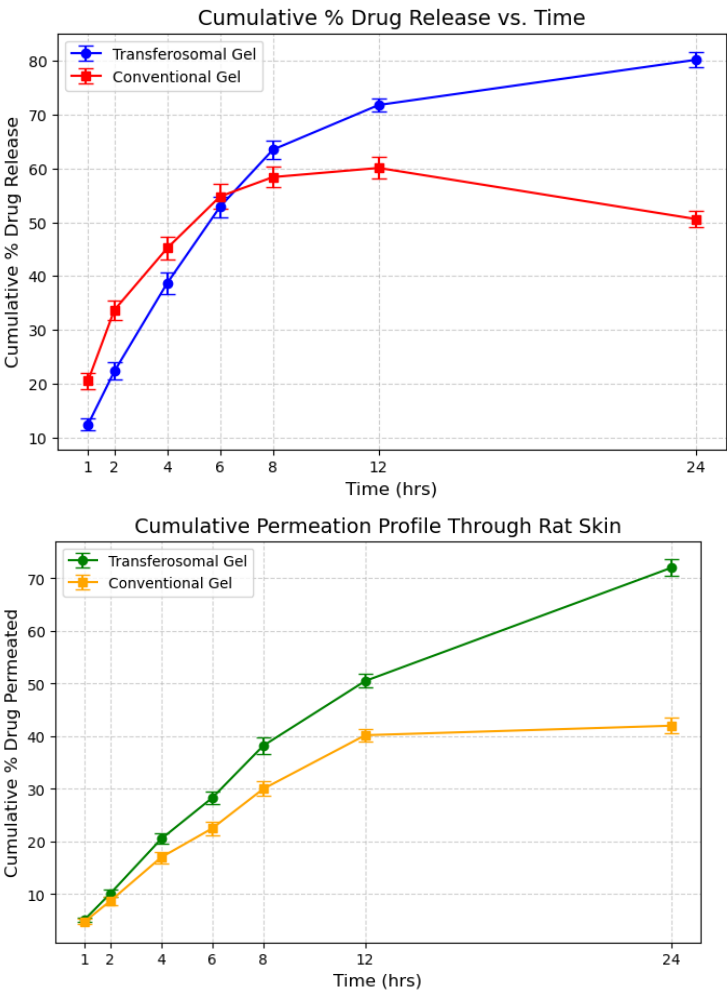 Cumulative % Drug Release vs. Time
Transferosomal Gel
Conventional Gel
Cumulative % Drug Release
80
70
60
50
40
30
20
10
1 2 4 6 8 12 24
Time (hrs)
Cumulative Permeation Profile Through Rat Skin
Transferosomal Gel
Conventional Gel
Cumulative % Drug Permeated
70
60
50
40
30
20
10
1 2 4 6 8 12 24
Time (hrs)